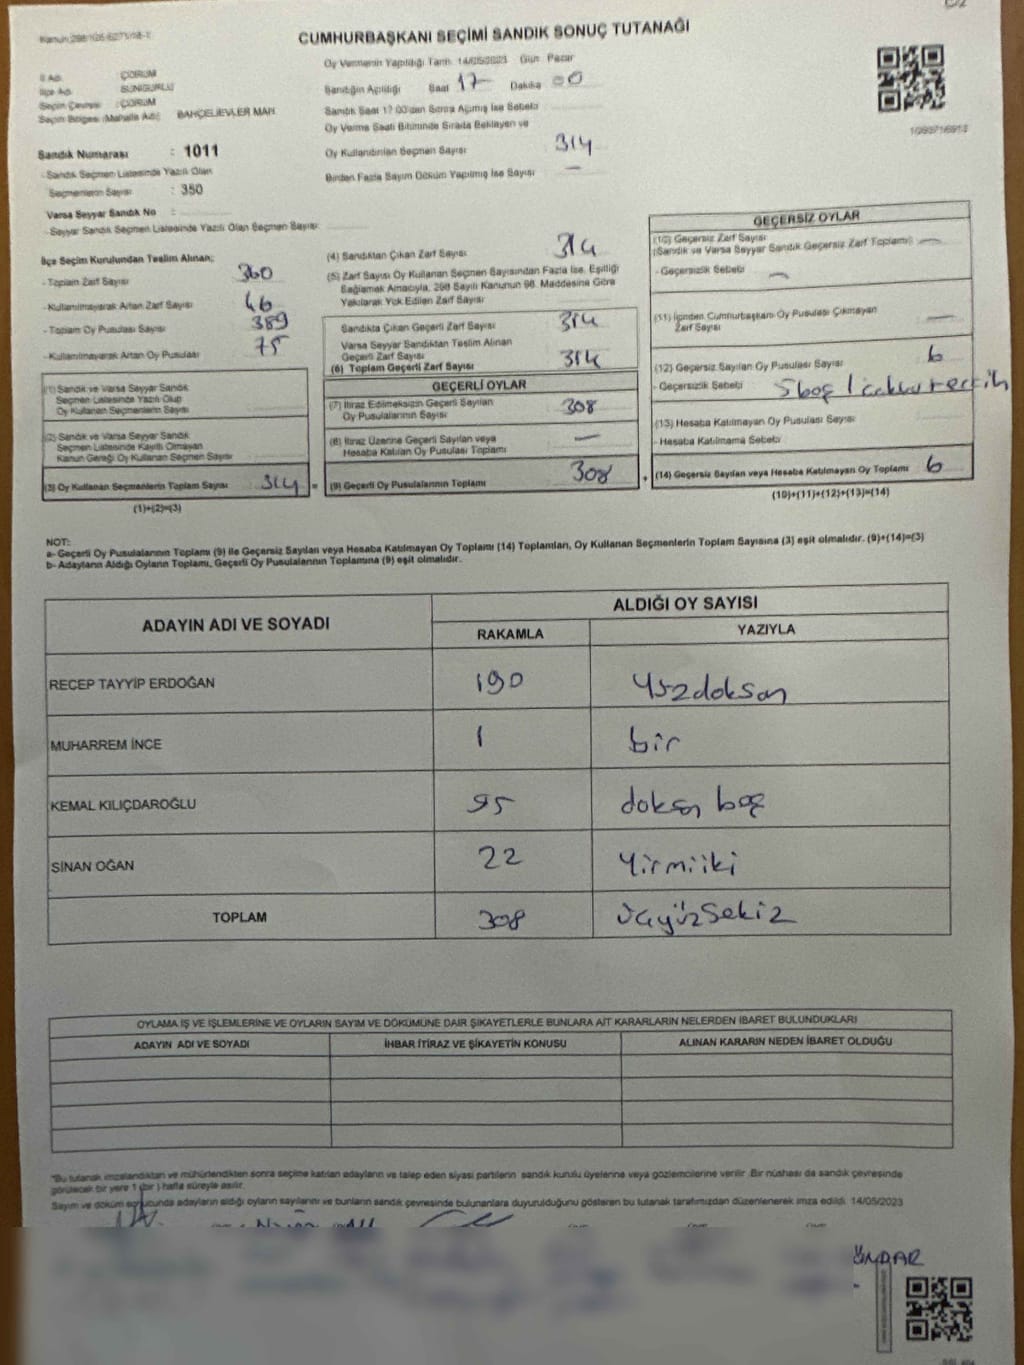 C/2
CUMHURBAŞKANI SEÇİMİ SANDIK SONUÇ TUTANAĞI
İl Adı : ÇORUM
İlçe Adı : SUNGURLU
Seçim Çevresi : ÇORUM
Seçim Bölgesi (Mahalle Adı) : BAHÇELİEVLER MAH.
Sandık Numarası : 1011
- Sandık Seçmen Listesinde Yazılı Olan
Seçmenlerin Sayısı : 350
Varsa Seyyar Sandık No :
- Seyyar Sandık Seçmen Listesinde Yazılı Olan Seçmen Sayısı
Oy Vermenin Yapıldığı Tarih 14/05/2023 Gün Pazar
Sandığın Açıldığı Saat 17 Dakika 00
Sandık Saat 17:00'dan Sonra Açılmış İse Sebebi
Oy Verme Saati Bitiminde Sırada Bekleyen ve
Oy Kullandırılan Seçmen Sayısı 314
Birden Fazla Sayım Döküm Yapılmış İse Sayısı —
İlçe Seçim Kurulundan Teslim Alınan;
- Toplam Zarf Sayısı 360
- Kullanılmayarak Artan Zarf Sayısı 46
- Toplam Oy Pusulası Sayısı 389
- Kullanılmayarak Artan Oy Pusulası 75
(1) Sandık ve Varsa Seyyar Sandık
Seçmen Listesinde Yazılı Olup
Oy Kullanan Seçmenlerin Sayısı
(2) Sandık ve Varsa Seyyar Sandık
Seçmen Listesinde Kayıtlı Olmayan
Kanun Gereği Oy Kullanan Seçmen Sayısı
(3) Oy Kullanan Seçmenlerin Toplam Sayısı 314 =
(1)+(2)=(3)
(4) Sandıktan Çıkan Zarf Sayısı 314
(5) Zarf Sayısı Oy Kullanan Seçmen Sayısından Fazla İse, Eşitliği
Sağlamak Amacıyla, 298 Sayılı Kanunun 98. Maddesine Göre
Yakılarak Yok Edilen Zarf Sayısı
Sandıkta Çıkan Geçerli Zarf Sayısı 314
Varsa Seyyar Sandıktan Teslim Alınan
Geçerli Zarf Sayısı
(6) Toplam Geçerli Zarf Sayısı 314
GEÇERLİ OYLAR
(7) İtiraz Edilmeksizin Geçerli Sayılan
Oy Pusulalarının Sayısı 308
(8) İtiraz Üzerine Geçerli Sayılan veya
Hesaba Katılan Oy Pusulası Toplamı —
(9) Geçerli Oy Pusulalarının Toplamı 308 +
GEÇERSİZ OYLAR
(10) Geçersiz Zarf Sayısı
(Sandık ve Varsa Seyyar Sandık Geçersiz Zarf Toplamı) —
- Geçersizlik Sebebi —
(11) İçinden Cumhurbaşkanı Oy Pusulası Çıkmayan
Zarf Sayısı —
(12) Geçersiz Sayılan Oy Pusulası Sayısı 6
- Geçersizlik Sebebi 5 boş 1 tercih
(13) Hesaba Katılmayan Oy Pusulası Sayısı
- Hesaba Katılmama Sebebi
(14) Geçersiz Sayılan veya Hesaba Katılmayan Oy Toplamı 6
(10)+(11)+(12)+(13)=(14)
NOT:
a- Geçerli Oy Pusulalarının Toplamı (9) ile Geçersiz Sayılan veya Hesaba Katılmayan Oy Toplamı (14) Toplamları, Oy Kullanan Seçmenlerin Toplam Sayısına (3) eşit olmalıdır. (9)+(14)=(3)
b- Adayların Aldığı Oyların Toplamı, Geçerli Oy Pusulalarının Toplamına (9) eşit olmalıdır.
ADAYIN ADI VE SOYADI ALDIĞI OY SAYISI
RAKAMLA YAZIYLA
RECEP TAYYİP ERDOĞAN 190 Yüzdoksan
MUHARREM İNCE 1 bir
KEMAL KILIÇDAROĞLU 95 doksan beş
SİNAN OĞAN 22 Yirmiiki
TOPLAM 308 Üçyüzsekiz
OYLAMA İŞ VE İŞLEMLERİNE VE OYLARIN SAYIM VE DÖKÜMÜNE DAİR ŞİKAYETLERLE BUNLARA AİT KARARLARIN NELERDEN İBARET BULUNDUKLARI
ADAYIN ADI VE SOYADI İHBAR İTİRAZ VE ŞİKAYETİN KONUSU ALINAN KARARIN NEDEN İBARET OLDUĞU
*Bu tutanak imzalandıktan ve mühürlendikten sonra seçime katılan adayların ve talep eden siyasi partilerin sandık kurulu üyelerine veya gözlemcilerine verilir. Bir nüshası da sandık çevresinde
görülecek bir yere 1 (bir) hafta süreyle asılır.
Sayım ve döküm sonucunda adayların aldığı oyların sayılarını ve bunların sandık çevresinde bulunanlara duyurulduğunu gösteren bu tutanak tarafımızdan düzenlenerek imza edildi. 14/05/2023